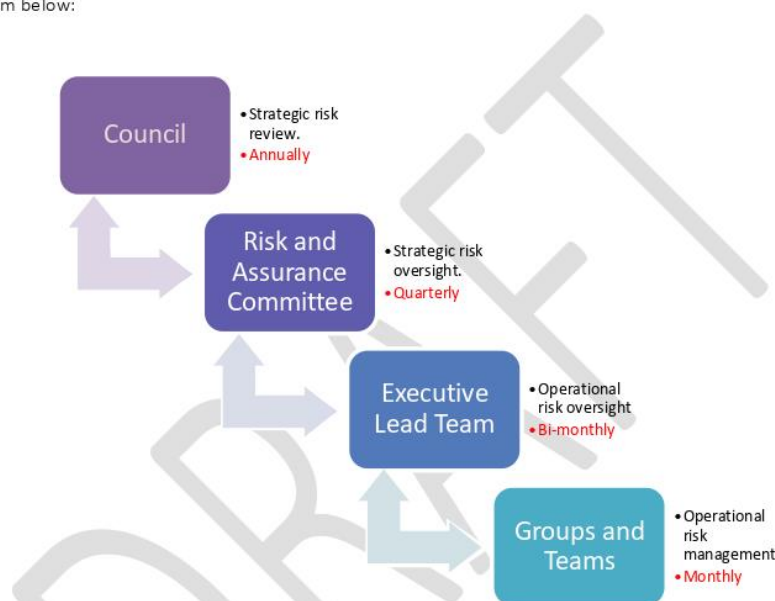 m below:
Council
• Strategic risk
review.
• Annually
Risk and
Assurance
Committee
• Strategic risk
oversight.
• Quarterly
Executive
Lead Team
• Operational
risk oversight
• Bi-monthly
Groups and
Teams
• Operational
risk
management
• Monthly
DRAFT